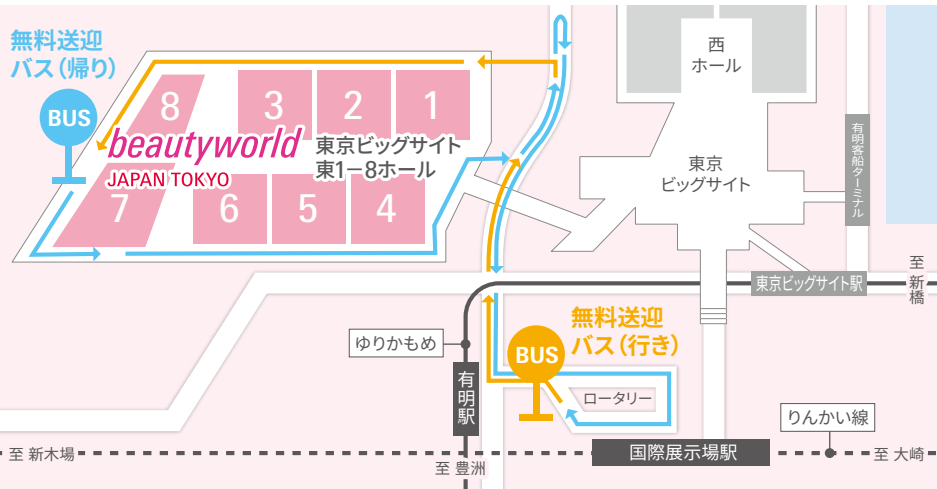 無料送迎
バス（帰り）
BUS
8
3
2
1
beautyworld
JAPAN TOKYO
東京ビッグサイト
東1－8ホール
7
6
5
4
西
ホール
東京
ビッグサイト
有明客船ターミナル
東京ビッグサイト駅
至 新橋
無料送迎
バス（行き）
BUS
ゆりかもめ
有明駅
ロータリー
りんかい線
至 新木場
国際展示場駅
至 大崎
至 豊洲